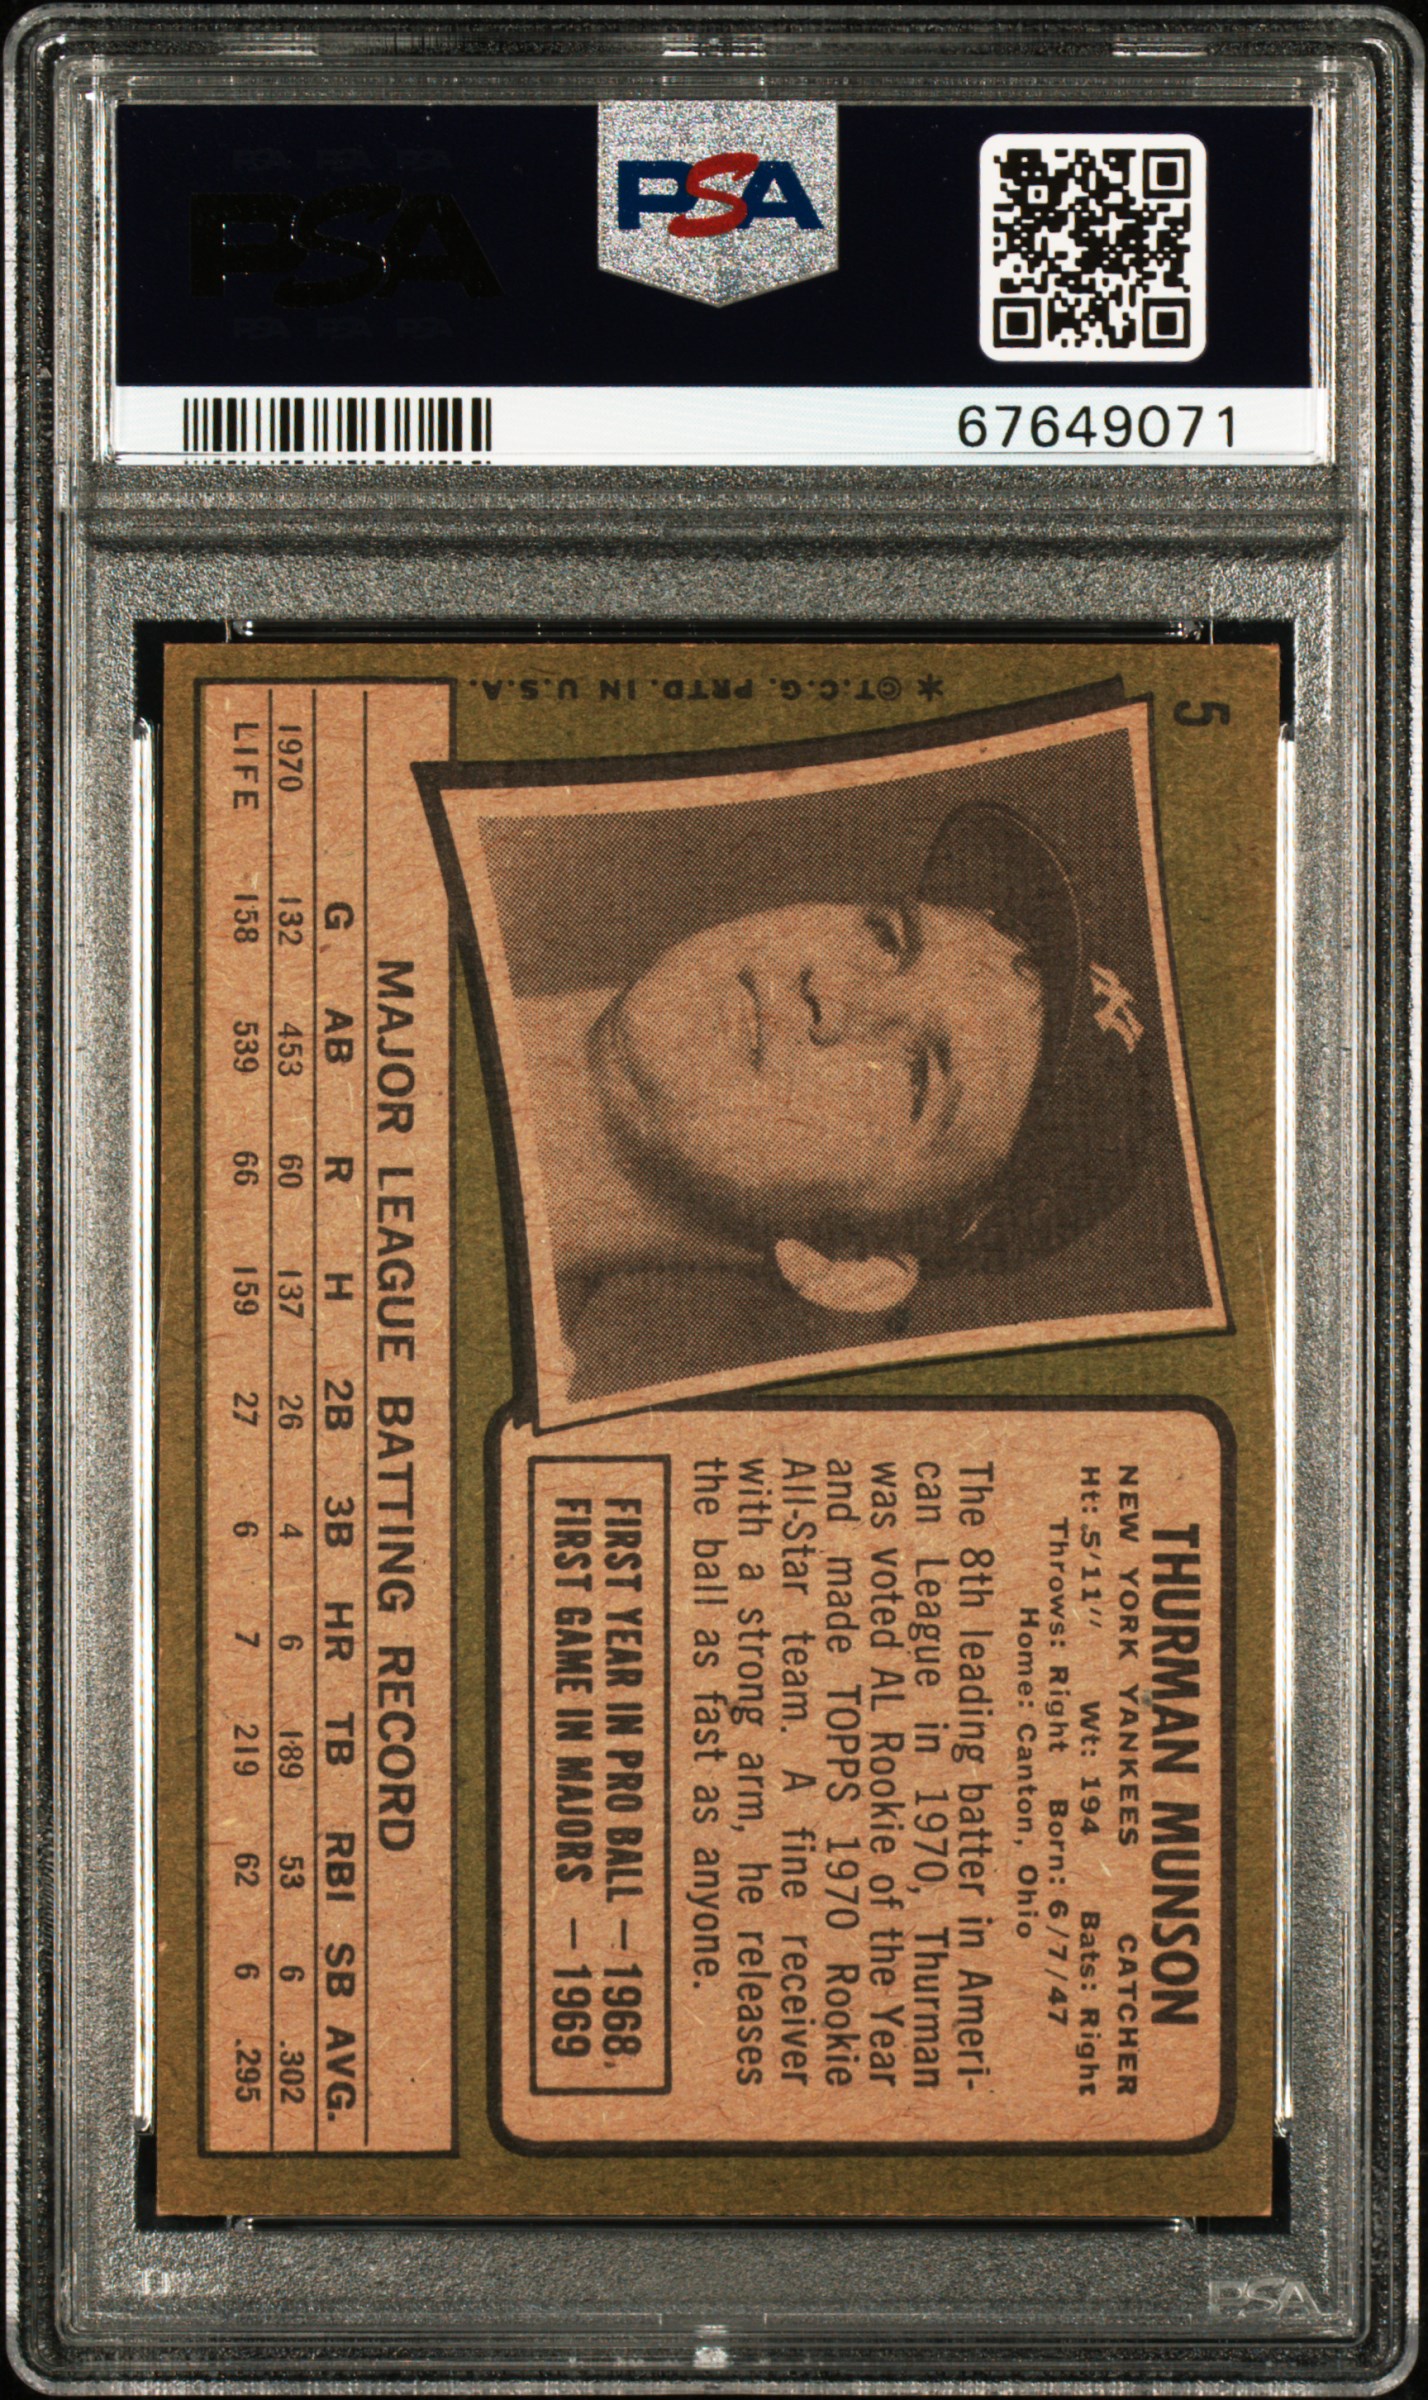 PSA
PSA
67649071
5
THURMAN MUNSON
NEW YORK YANKEES CATCHER
Ht: 5'11" Wt: 194 Bats: Right
Throws: Right Born: 6/7/47
Home: Canton, Ohio
The 8th leading batter in Ameri-
can League in 1970, Thurman
was voted AL Rookie of the Year
and made TOPPS 1970 Rookie
All-Star team. A fine receiver
with a strong arm, he releases
the ball as fast as anyone.
FIRST YEAR IN PRO BALL — 1968,
FIRST GAME IN MAJORS — 1969
*©T.C.G. PRTD. IN U.S.A.
MAJOR LEAGUE BATTING RECORD
G AB R H 2B 3B HR TB RBI SB AVG.
1970 132 453 60 137 26 4 6 189 53 6 .302
LIFE 158 539 66 159 27 6 7 219 62 6 .295
PSA